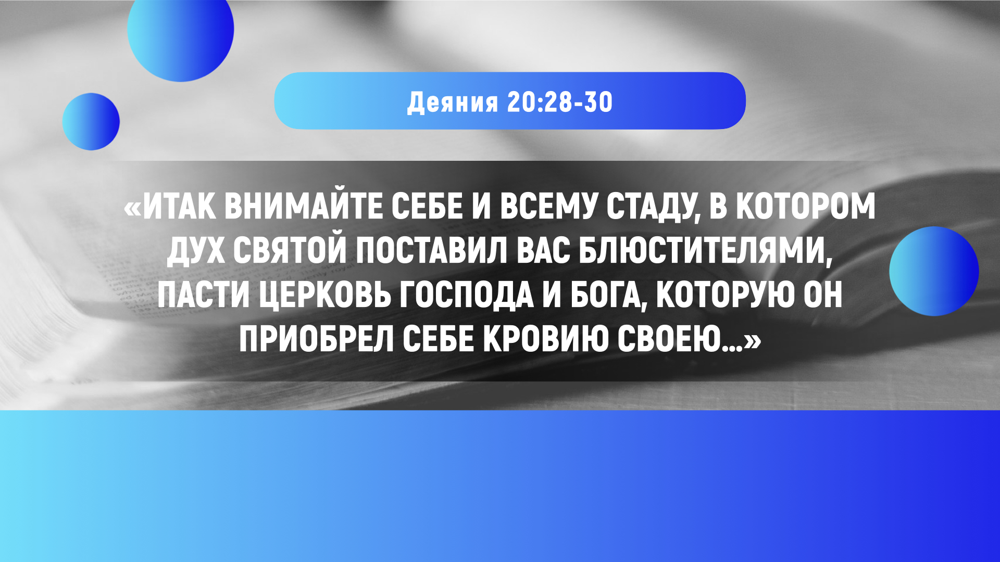 Деяния 20:28-30
«ИТАК ВНИМАЙТЕ СЕБЕ И ВСЕМУ СТАДУ, В КОТОРОМ
ДУХ СВЯТОЙ ПОСТАВИЛ ВАС БЛЮСТИТЕЛЯМИ,
ПАСТИ ЦЕРКОВЬ ГОСПОДА И БОГА, КОТОРУЮ ОН
ПРИОБРЕЛ СЕБЕ КРОВИЮ СВОЕЮ...»